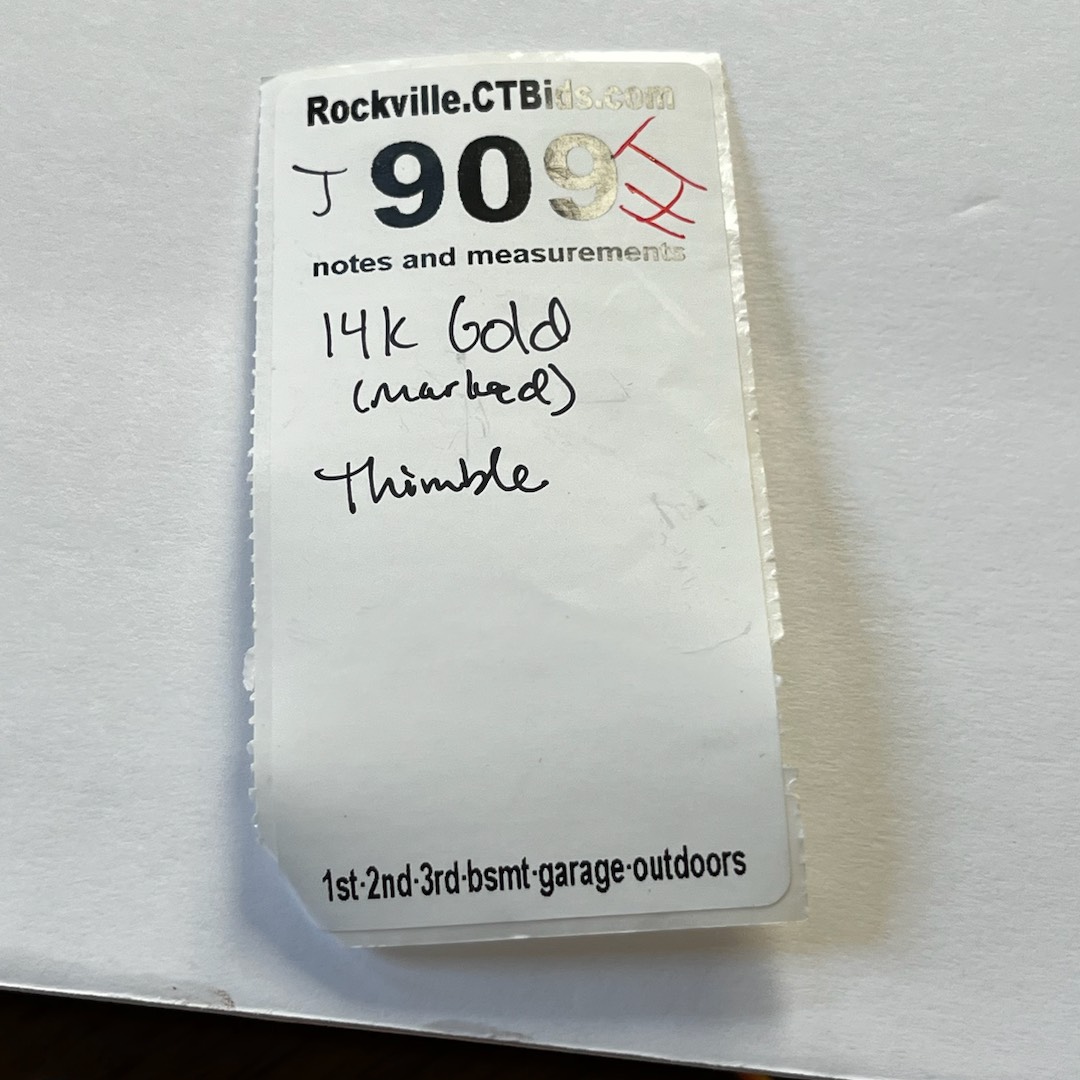 Rockville.CTBids.com
J 909
notes and measurements
14K Gold
(marked)
Thimble
1st·2nd·3rd·bsmt·garage·outdoors